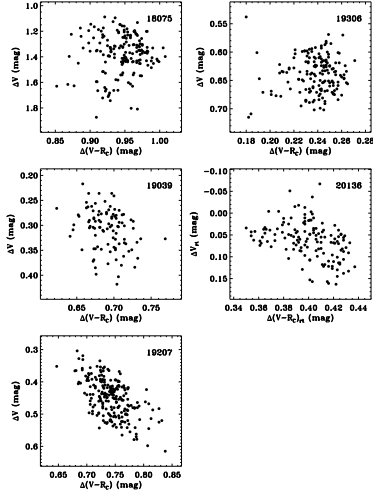 18075
1.0
1.2
1.4
1.6
1.8
ΔV (mag)
0.85 0.90 0.95 1.00
Δ(V−R_C) (mag)
19306
0.55
0.60
0.65
0.70
ΔV (mag)
0.18 0.20 0.22 0.24 0.26 0.28
Δ(V−R_C) (mag)
19039
0.20
0.25
0.30
0.35
0.40
ΔV (mag)
0.65 0.70 0.75
Δ(V−R_C) (mag)
20136
−0.10
−0.05
0.00
0.05
0.10
0.15
ΔV_rt (mag)
0.34 0.36 0.38 0.40 0.42 0.44
Δ(V−R_C)_rt (mag)
19207
0.3
0.4
0.5
0.6
ΔV (mag)
0.65 0.70 0.75 0.80 0.85
Δ(V−R_C) (mag)